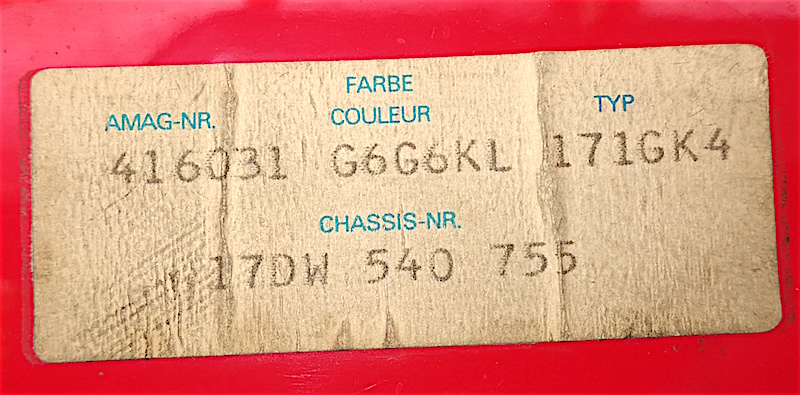 FARBE
AMAG-NR. COULEUR TYP
416031 G6G6KL 171GK4
CHASSIS-NR.
17DW 540 755